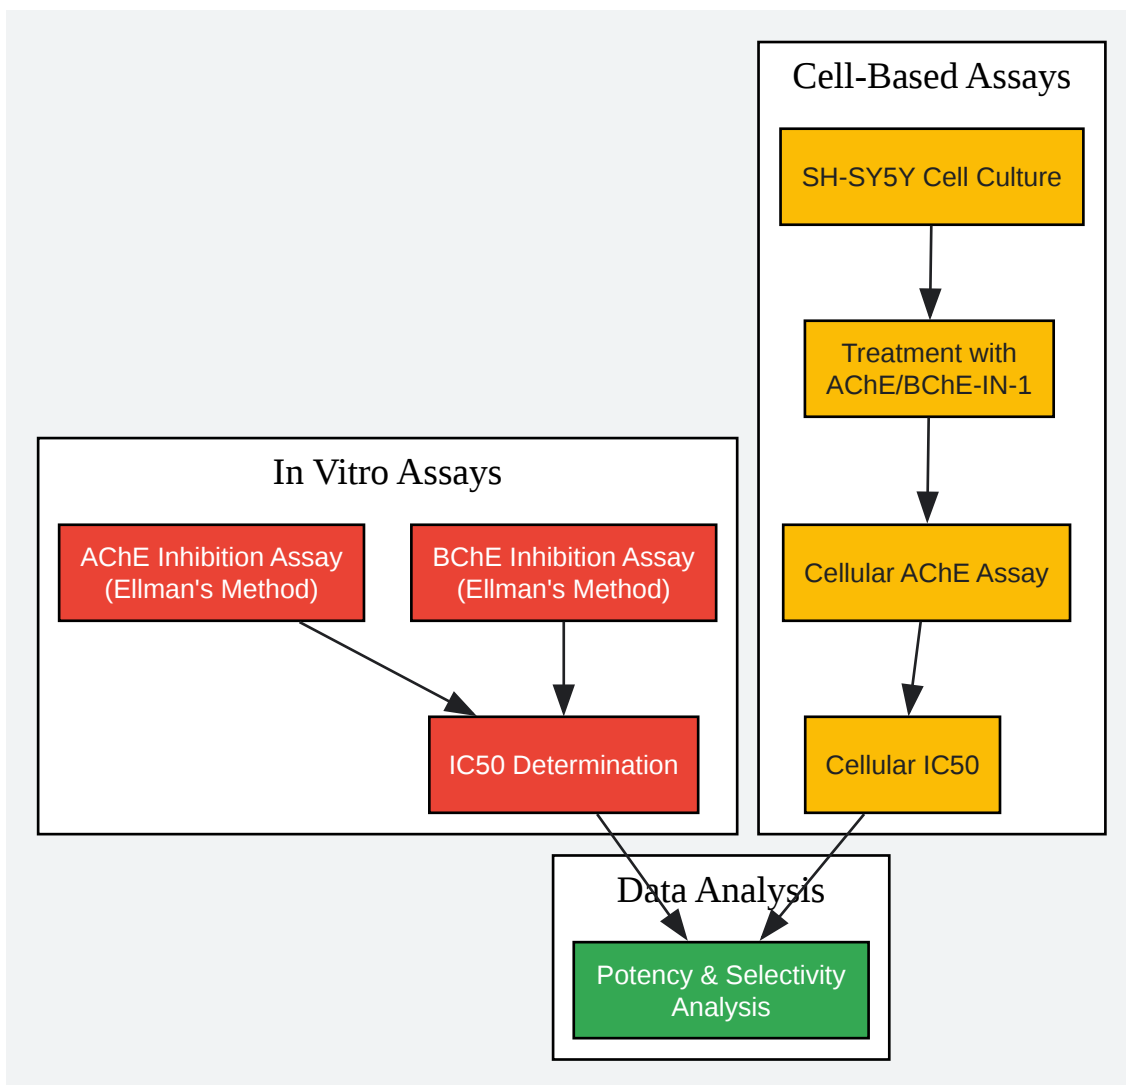 Cell-Based Assays
SH-SY5Y Cell Culture
Treatment with
AChE/BChE-IN-1
Cellular AChE Assay
Cellular IC50
In Vitro Assays
AChE Inhibition Assay
(Ellman's Method)
BChE Inhibition Assay
(Ellman's Method)
IC50 Determination
Data Analysis
Potency & Selectivity
Analysis